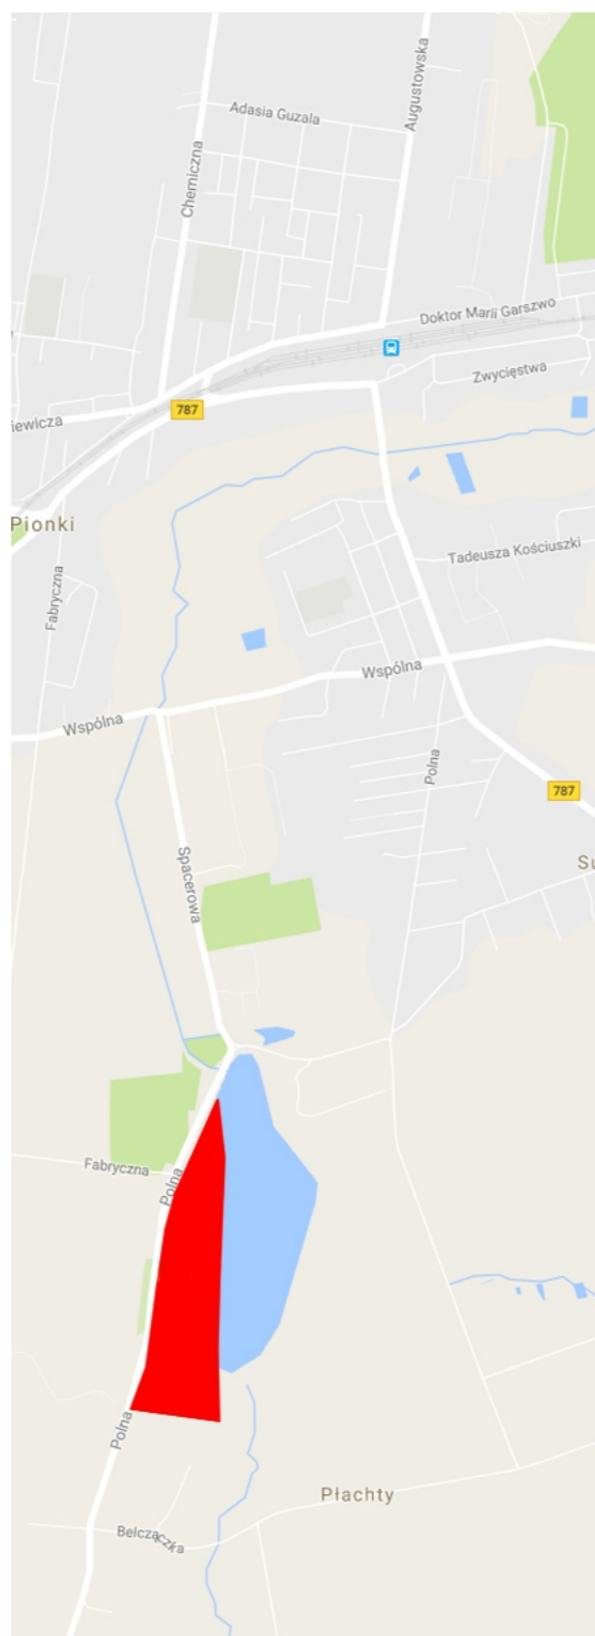 Adasia Guzala
Augustowska
Chemiczna
Doktor Marii Garszwo
Zwycięstwa
787
iewicza
Pionki
Tadeusza Kościuszki
Fabryczna
Wspólna
Wspólna
Polna
787
Su
Spacerowa
Fabryczna
Polna
Polna
Płachty
Bełczączka